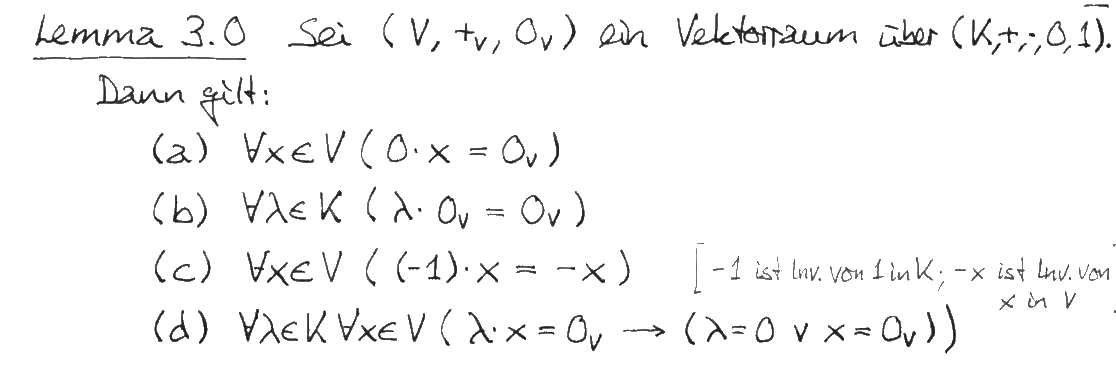 Lemma 3.0 Sei (V, +ᵥ, 0ᵥ) ein Vektorraum über (K,+,·,0,1).
Dann gilt:
(a) ∀x∈V (0·x = 0ᵥ)
(b) ∀λ∈K (λ·0ᵥ = 0ᵥ)
(c) ∀x∈V ((-1)·x = -x) [-1 ist Inv. von 1 in K; -x ist Inv. von
x in V
(d) ∀λ∈K ∀x∈V (λ·x = 0ᵥ → (λ=0 ∨ x=0ᵥ))